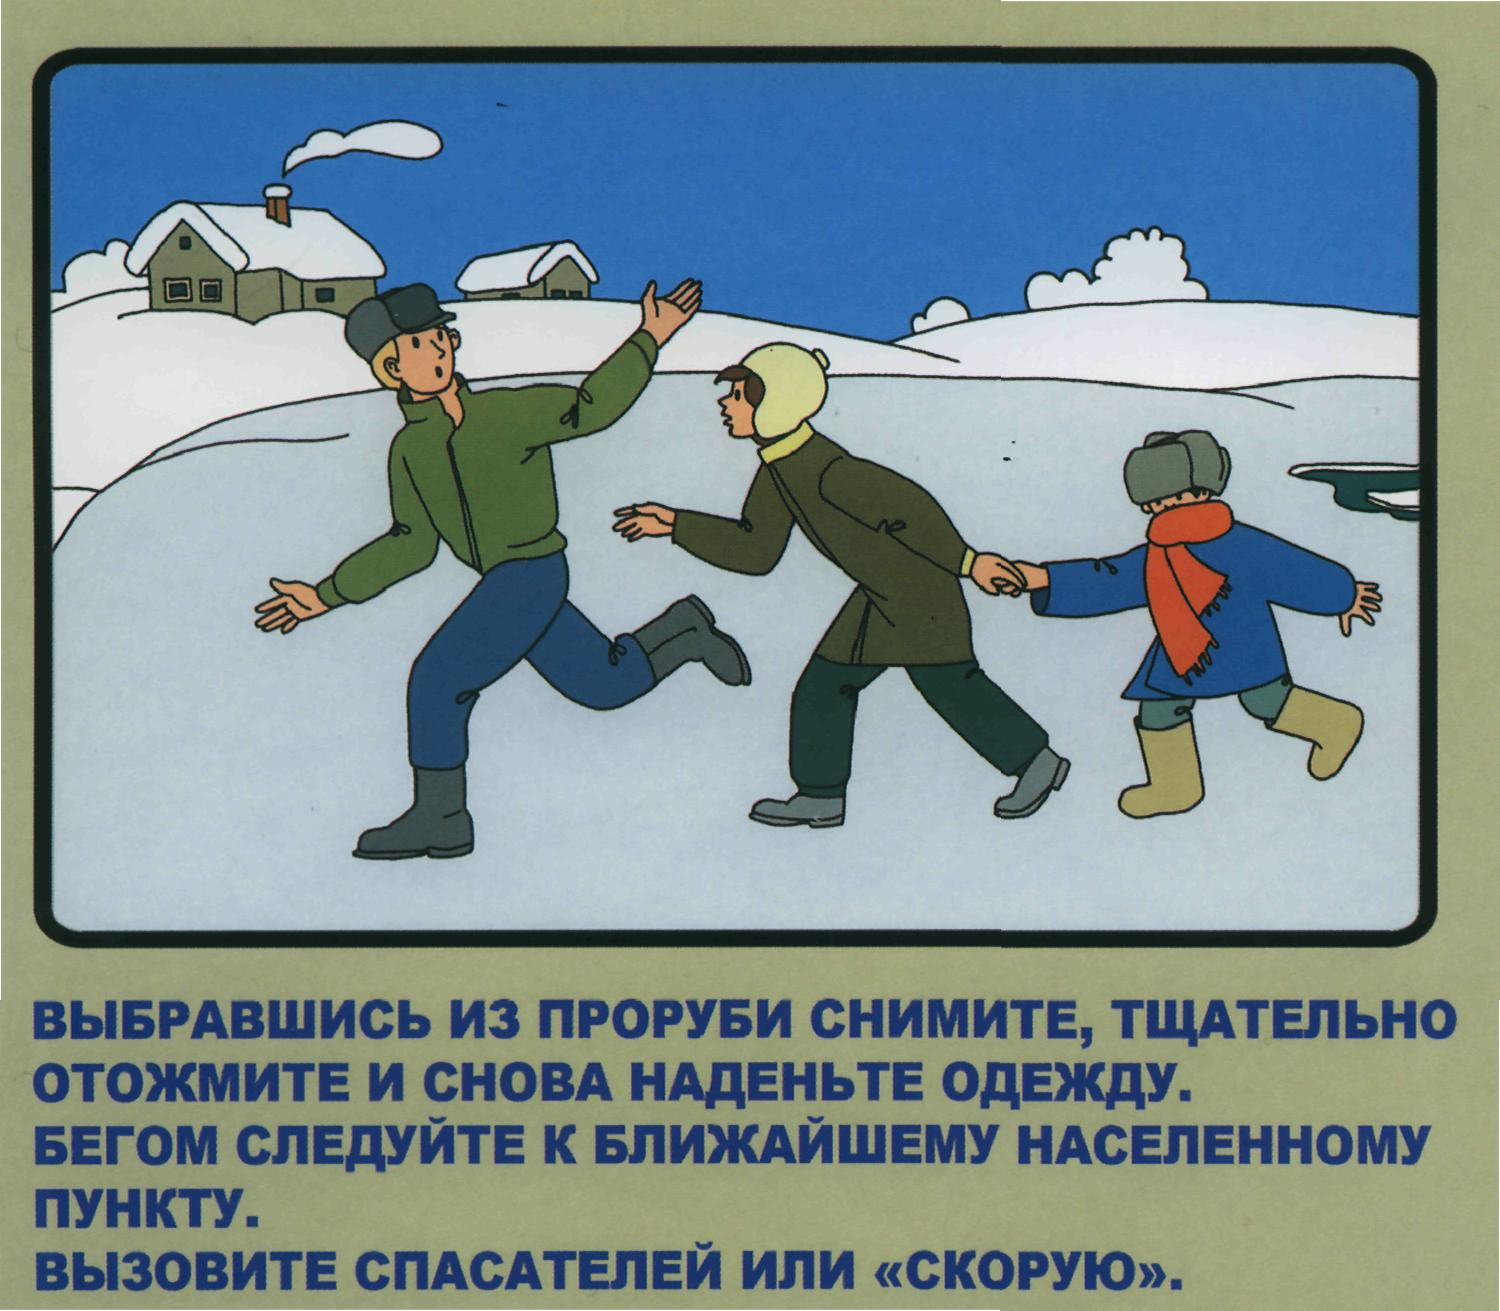 ВЫБРАВШИСЬ ИЗ ПРОРУБИ СНИМИТЕ, ТЩАТЕЛЬНО
ОТОЖМИТЕ И СНОВА НАДЕНЬТЕ ОДЕЖДУ.
БЕГОМ СЛЕДУЙТЕ К БЛИЖАЙШЕМУ НАСЕЛЕННОМУ
ПУНКТУ.
ВЫЗОВИТЕ СПАСАТЕЛЕЙ ИЛИ «СКОРУЮ».